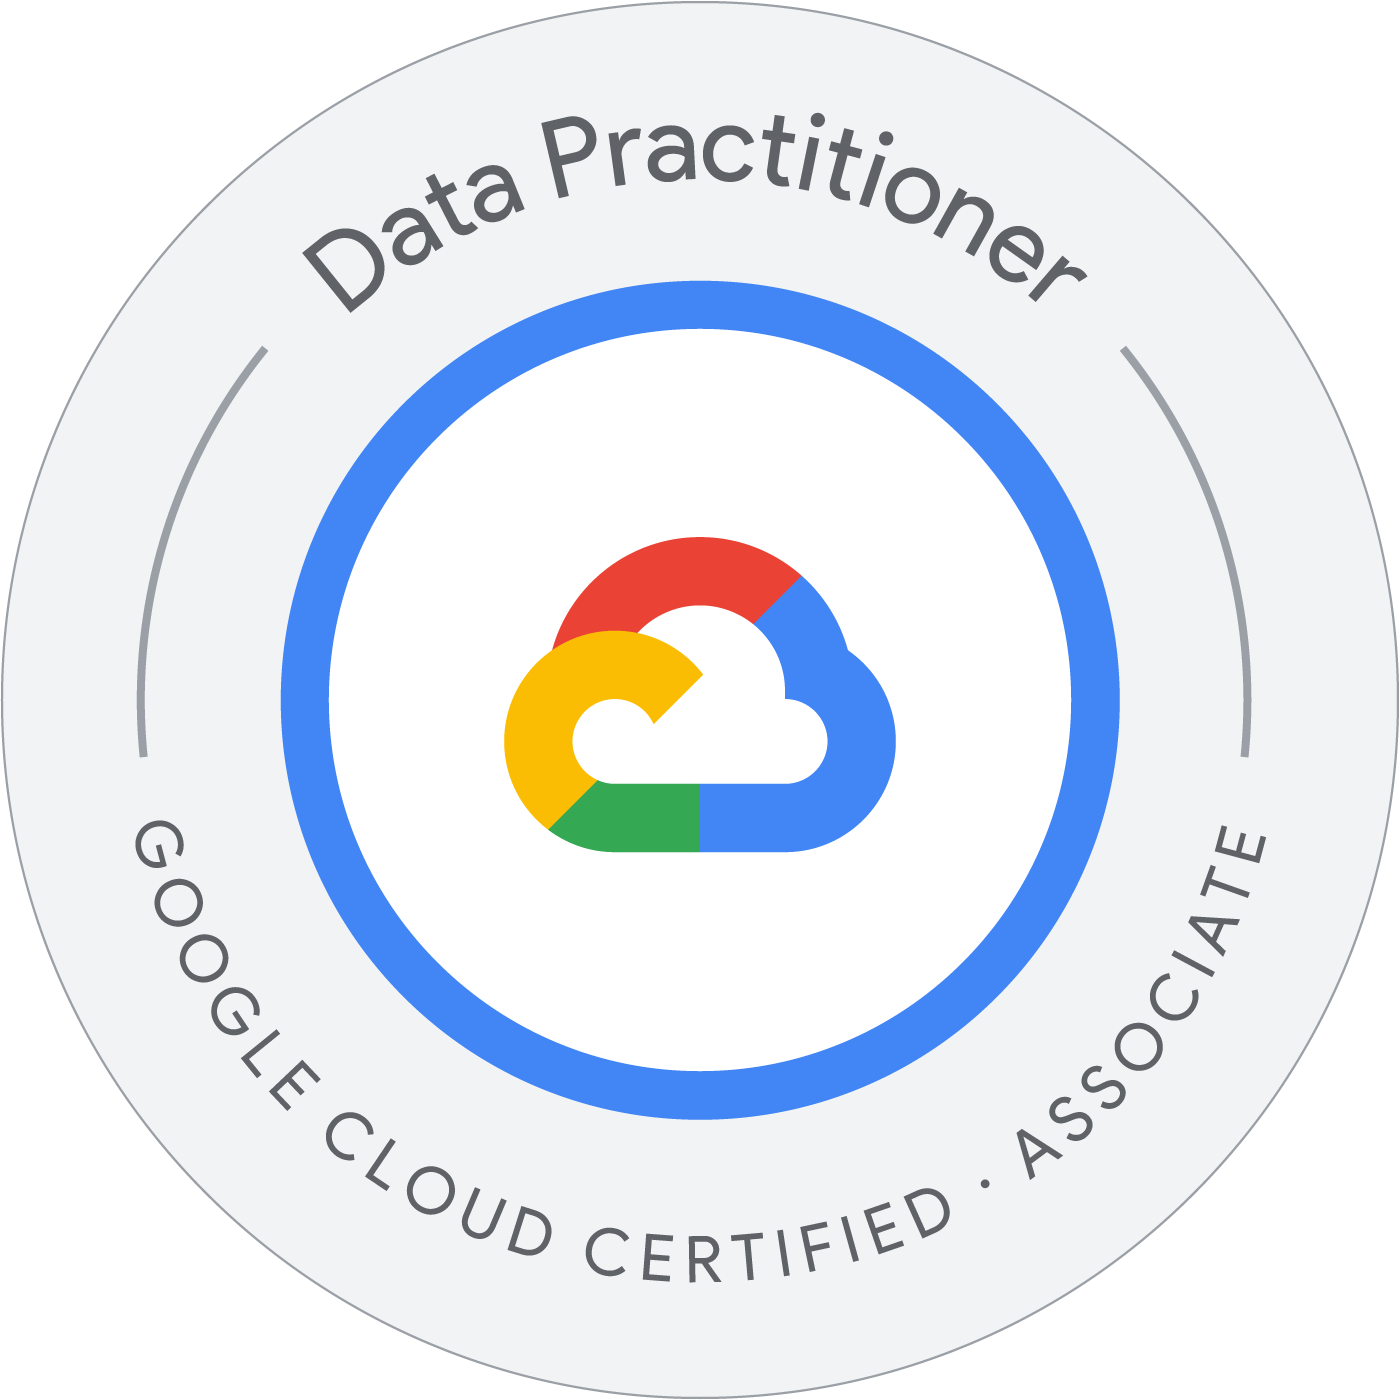 Data Practitioner
GOOGLE CLOUD CERTIFIED · ASSOCIATE